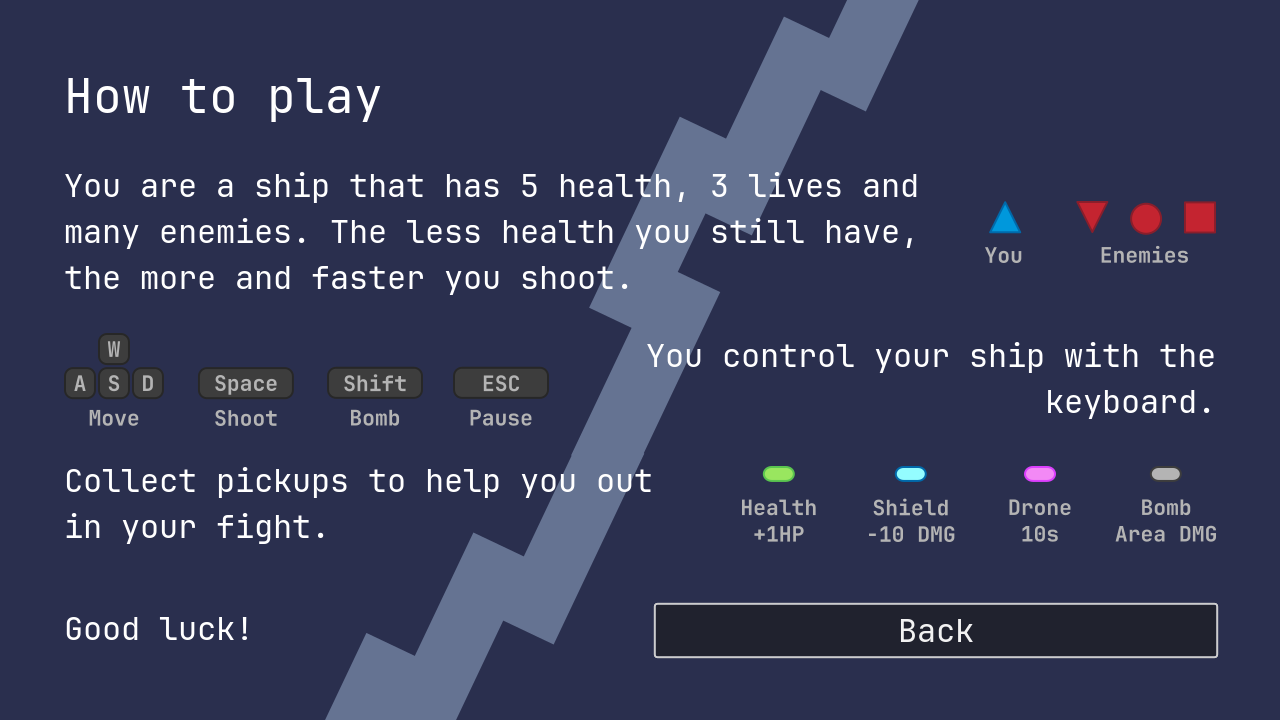 How to play
You are a ship that has 5 health, 3 lives and
many enemies. The less health you still have,
the more and faster you shoot.
You
Enemies
W
A S D
Move
Space
Shoot
Shift
Bomb
ESC
Pause
You control your ship with the
keyboard.
Collect pickups to help you out
in your fight.
Health
+1HP
Shield
-10 DMG
Drone
10s
Bomb
Area DMG
Good luck!
Back